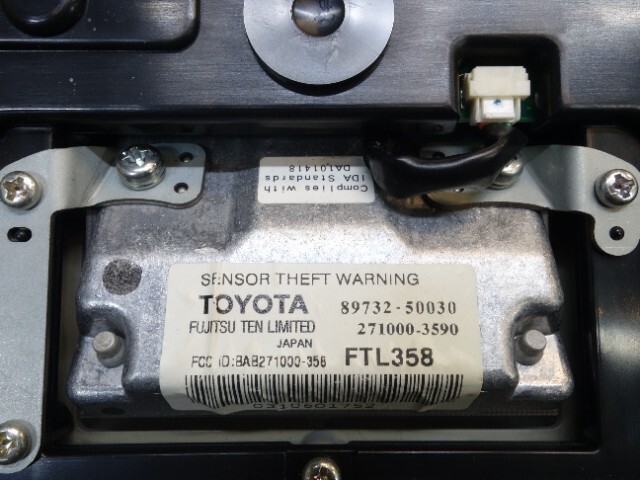 Complies with
IDA Standards
DA101418
SENSOR THEFT WARNING
TOYOTA 89732-50030
FUJITSU TEN LIMITED 271000-3590
JAPAN
FCC ID:BAB271000-358 FTL358